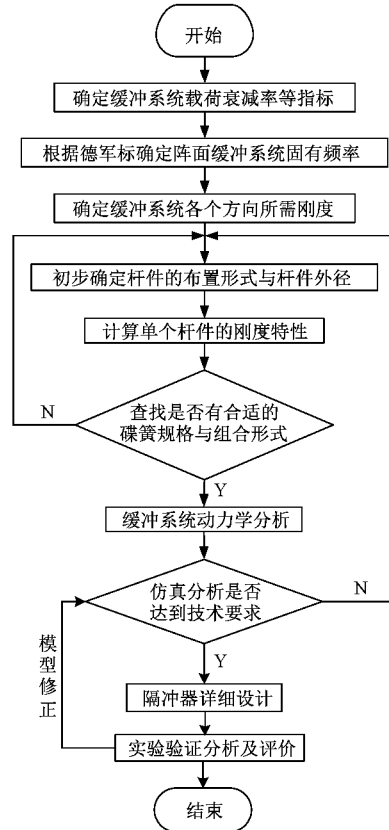 开始
确定缓冲系统载荷衰减率等指标
根据德军标确定阵面缓冲系统固有频率
确定缓冲系统各个方向所需刚度
初步确定杆件的布置形式与杆件外径
计算单个杆件的刚度特性
N
查找是否有合适的
碟簧规格与组合形式
Y
缓冲系统动力学分析
仿真分析是否
达到技术要求
N
Y
模型修正
隔冲器详细设计
实验验证分析及评价
结束